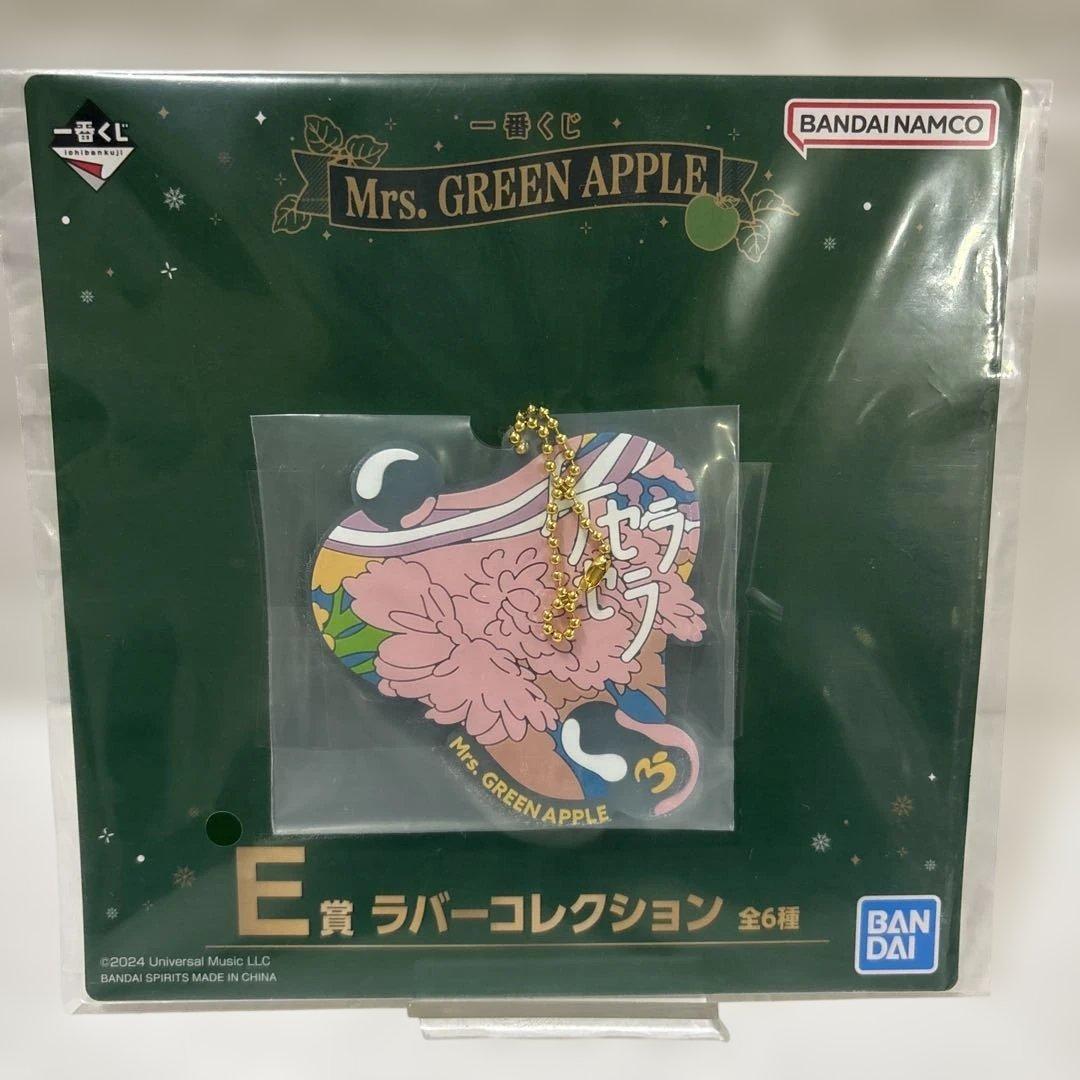 一番くじ
ichibankuji
一番くじ
Mrs. GREEN APPLE
BANDAI NAMCO
ケセラ
セラ
Mrs. GREEN APPLE
E賞 ラバーコレクション 全6種
©2024 Universal Music LLC
BANDAI SPIRITS MADE IN CHINA
BAN
DAI